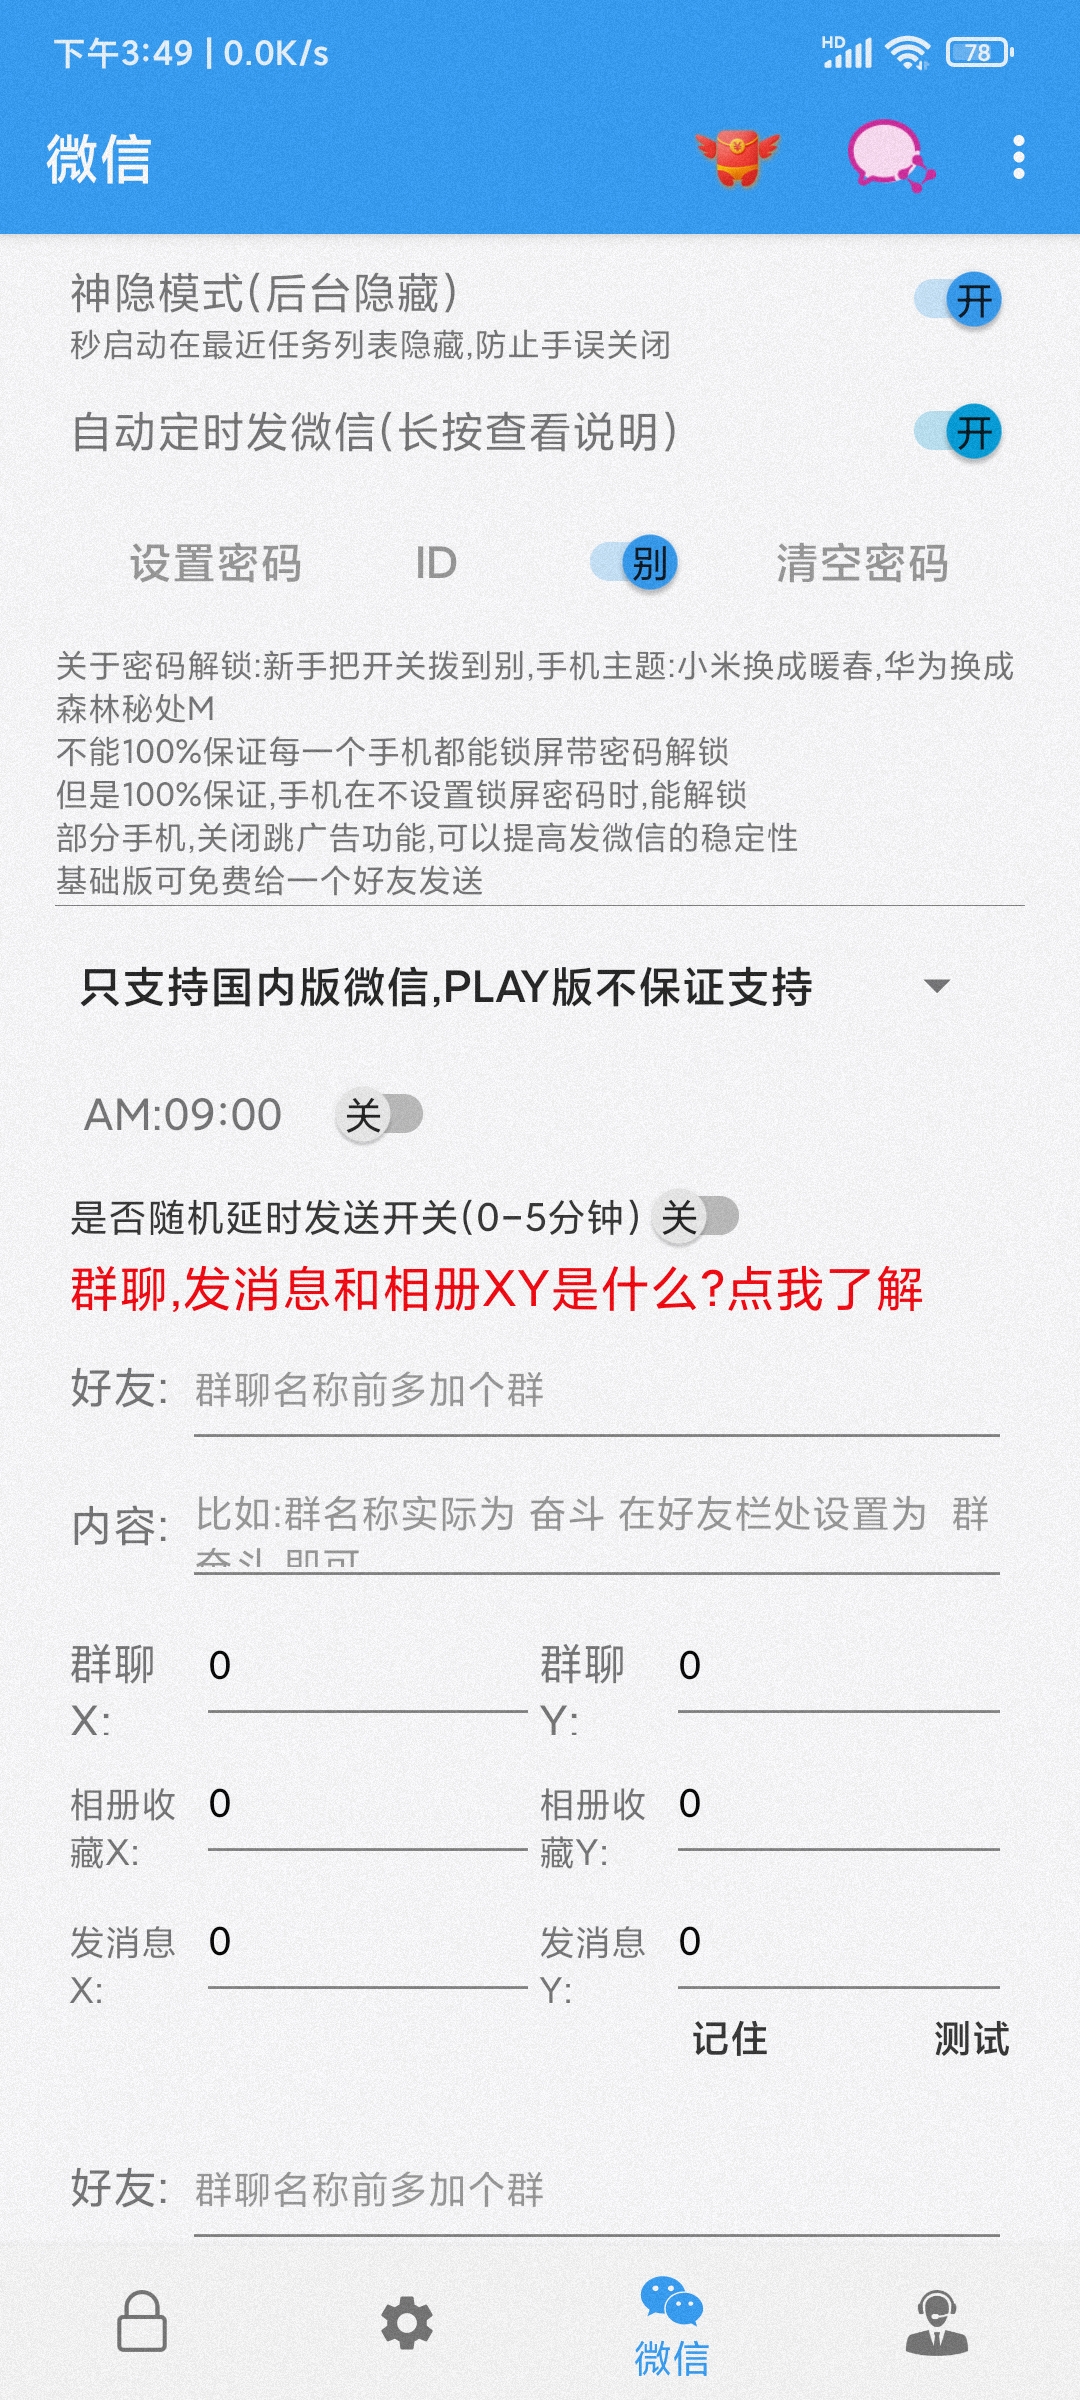 下午3:49 | 0.0K/s
HD
78
微信
神隐模式(后台隐藏)
开
秒启动在最近任务列表隐藏,防止手误关闭
自动定时发微信(长按查看说明)
开
设置密码 ID 别 清空密码
关于密码解锁:新手把开关拨到别,手机主题:小米换成暖春,华为换成
森林秘处M
不能100%保证每一个手机都能锁屏带密码解锁
但是100%保证,手机在不设置锁屏密码时,能解锁
部分手机,关闭跳广告功能,可以提高发微信的稳定性
基础版可免费给一个好友发送
只支持国内版微信,PLAY版不保证支持
AM:09:00 关
是否随机延时发送开关(0-5分钟) 关
群聊,发消息和相册XY是什么?点我了解
好友: 群聊名称前多加个群
内容: 比如:群名称实际为 奋斗 在好友栏处设置为 群
奋斗 即可
群聊X: 0 群聊Y: 0
相册收藏X: 0 相册收藏Y: 0
发消息X: 0 发消息Y: 0
记住 测试
好友: 群聊名称前多加个群
微信